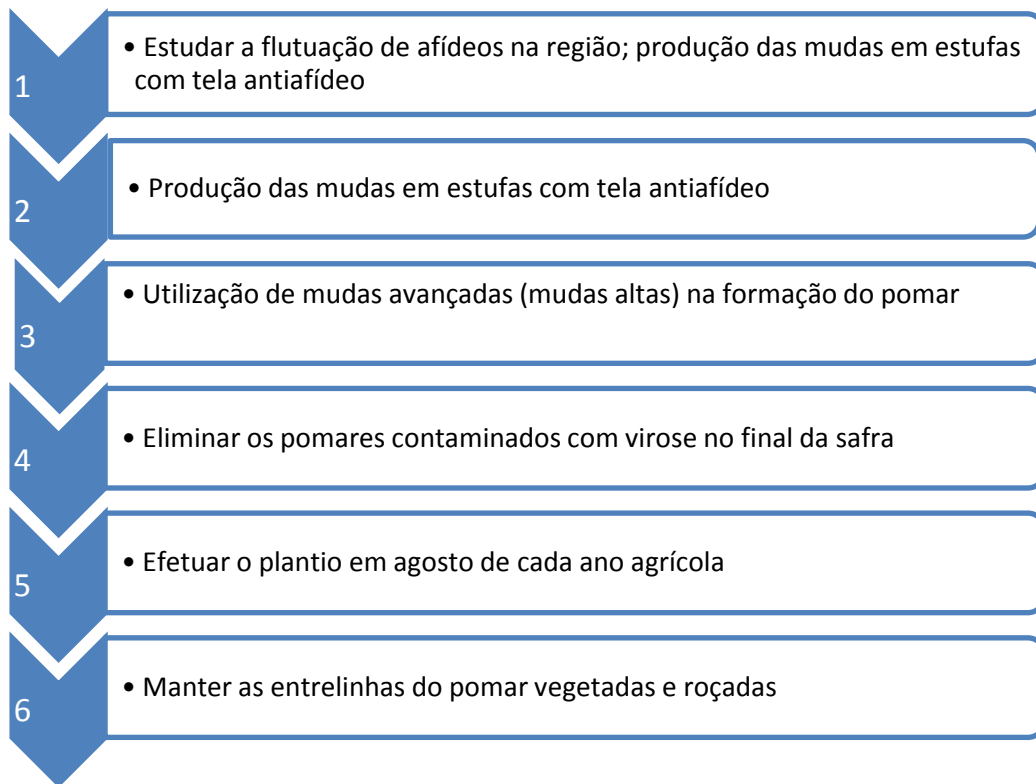 1
• Estudar a flutuação de afídeos na região; produção das mudas em estufas
com tela antiafídeo
2
• Produção das mudas em estufas com tela antiafídeo
3
• Utilização de mudas avançadas (mudas altas) na formação do pomar
4
• Eliminar os pomares contaminados com virose no final da safra
5
• Efetuar o plantio em agosto de cada ano agrícola
6
• Manter as entrelinhas do pomar vegetadas e roçadas